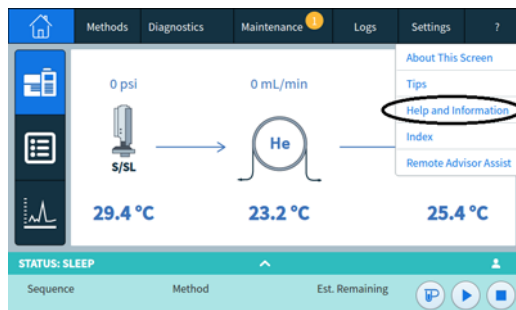 Methods Diagnostics Maintenance 1 Logs Settings ?
About This Screen
Tips
Help and Information
Index
Remote Advisor Assist
0 psi 0 mL/min
He
S/SL
29.4 °C 23.2 °C 25.4 °C
STATUS: SLEEP
Sequence Method Est. Remaining